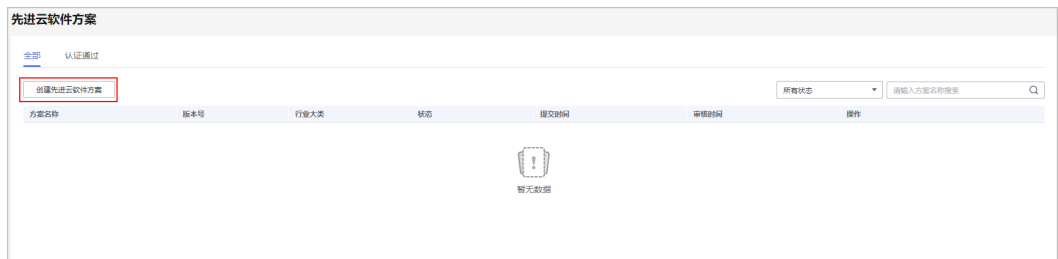 先进云软件方案
全部 认证通过
创建先进云软件方案 所有状态 请输入方案名称搜索
方案名称 版本号 行业大类 状态 提交时间 审核时间 操作
暂无数据